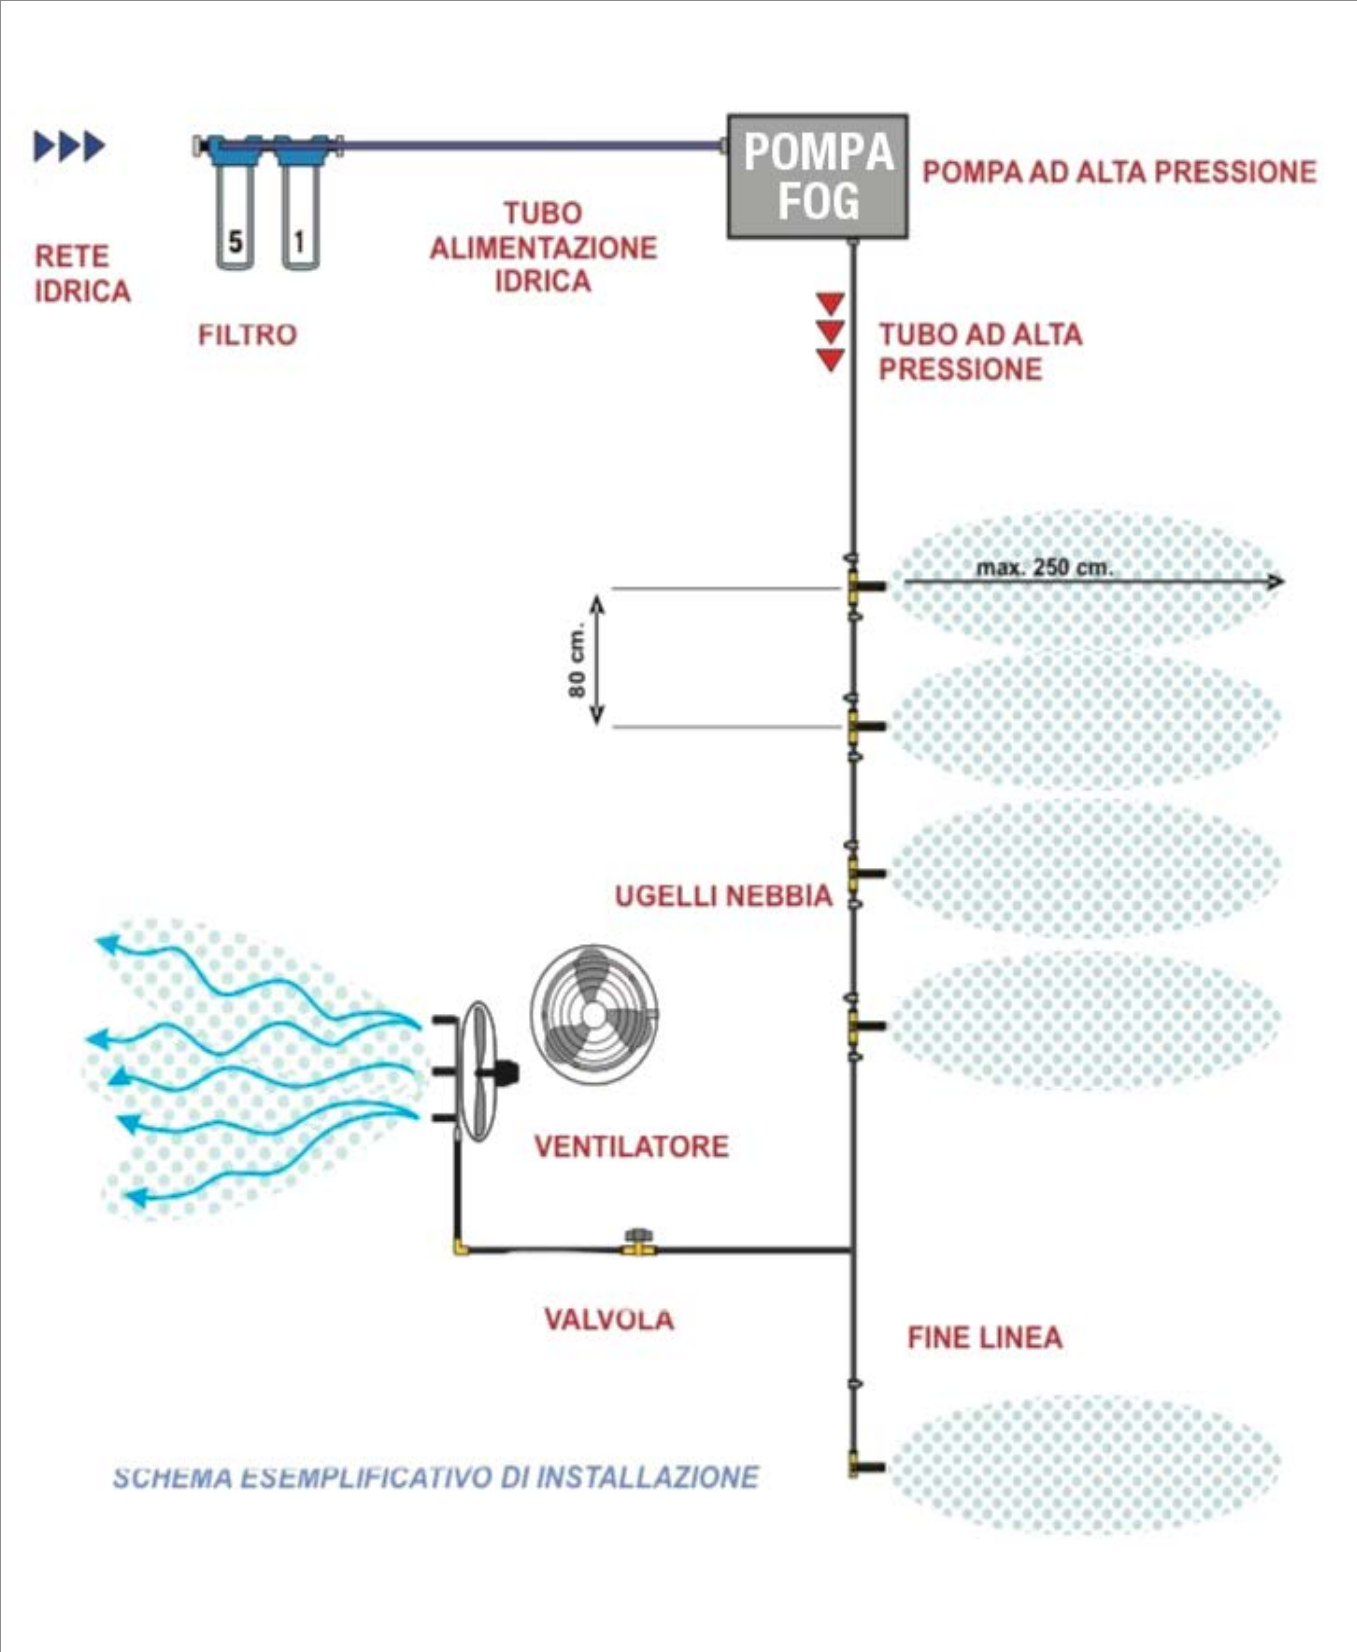 POMPA
FOG
POMPA AD ALTA PRESSIONE
RETE
IDRICA
5
1
FILTRO
TUBO
ALIMENTAZIONE
IDRICA
TUBO AD ALTA
PRESSIONE
max. 250 cm.
80 cm.
UGELLI NEBBIA
VENTILATORE
VALVOLA
FINE LINEA
SCHEMA ESEMPLIFICATIVO DI INSTALLAZIONE